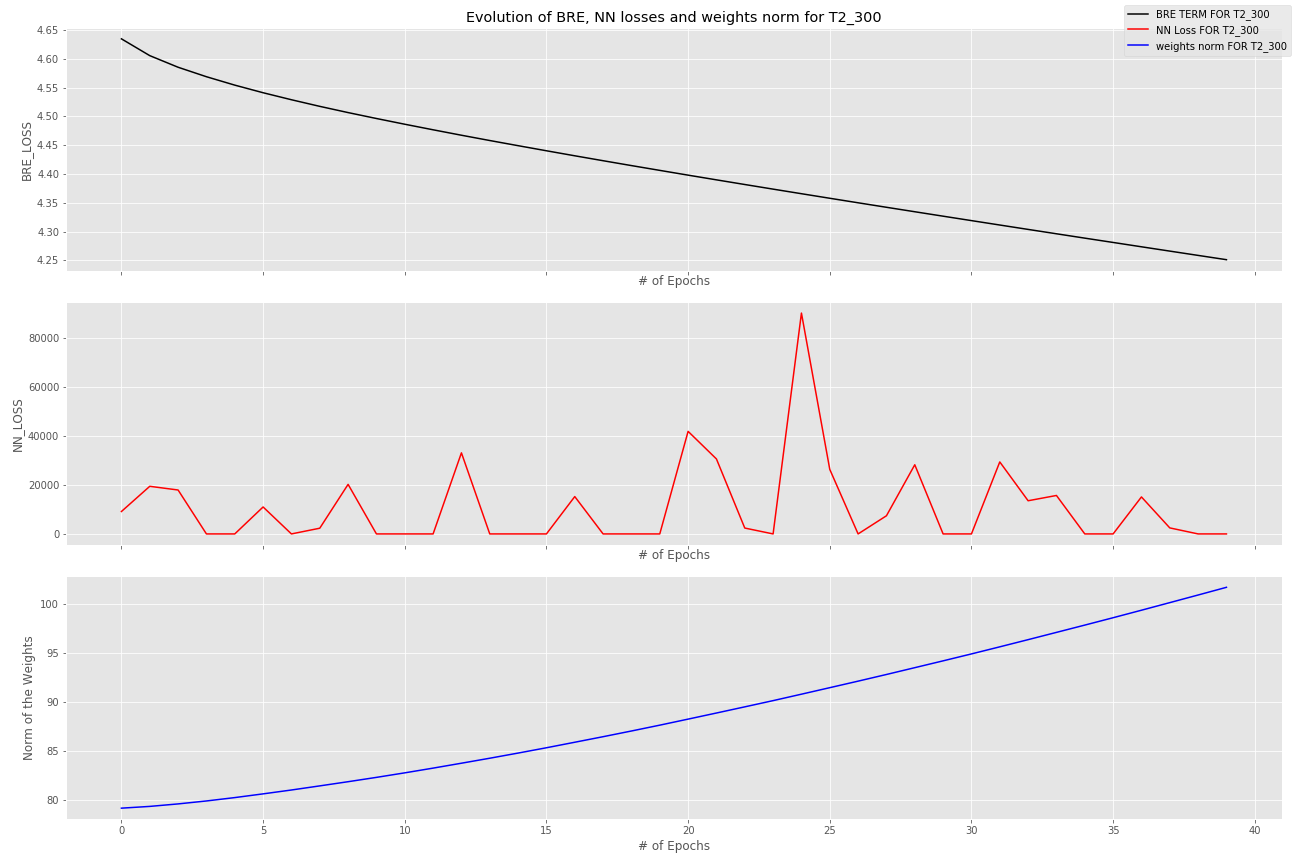 Evolution of BRE, NN losses and weights norm for T2_300
BRE TERM FOR T2_300
NN Loss FOR T2_300
weights norm FOR T2_300
BRE_LOSS
4.65
4.60
4.55
4.50
4.45
4.40
4.35
4.30
4.25
# of Epochs
NN_LOSS
80000
60000
40000
20000
0
# of Epochs
Norm of the Weights
100
95
90
85
80
0 5 10 15 20 25 30 35 40
# of Epochs